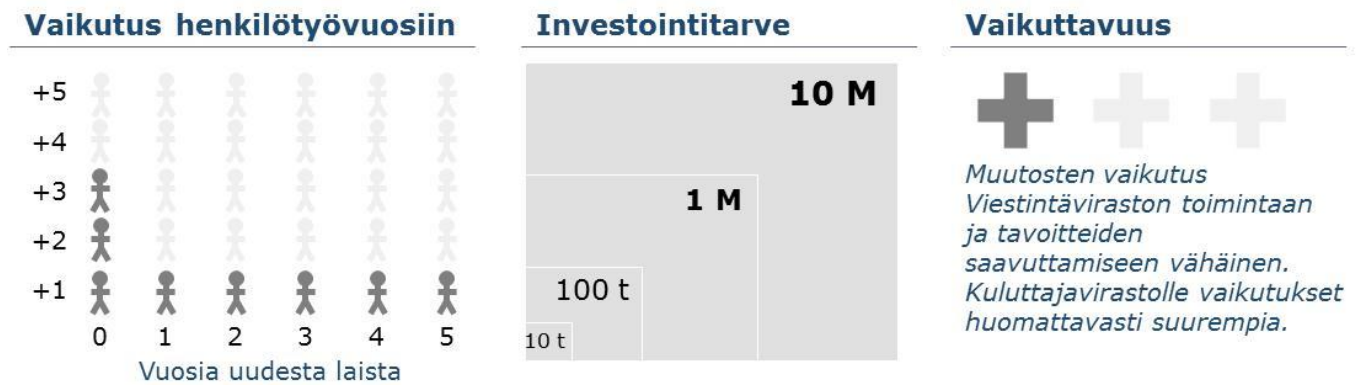 Vaikutus henkilötyövuosiin
+5
+4
+3
+2
+1
0 1 2 3 4 5
Vuosia uudesta laista
Investointitarve
10 M
1 M
100 t
10 t
Vaikuttavuus
Muutosten vaikutus
Viestintäviraston toimintaan
ja tavoitteiden
saavuttamiseen vähäinen.
Kuluttajavirastolle vaikutukset
huomattavasti suurempia.